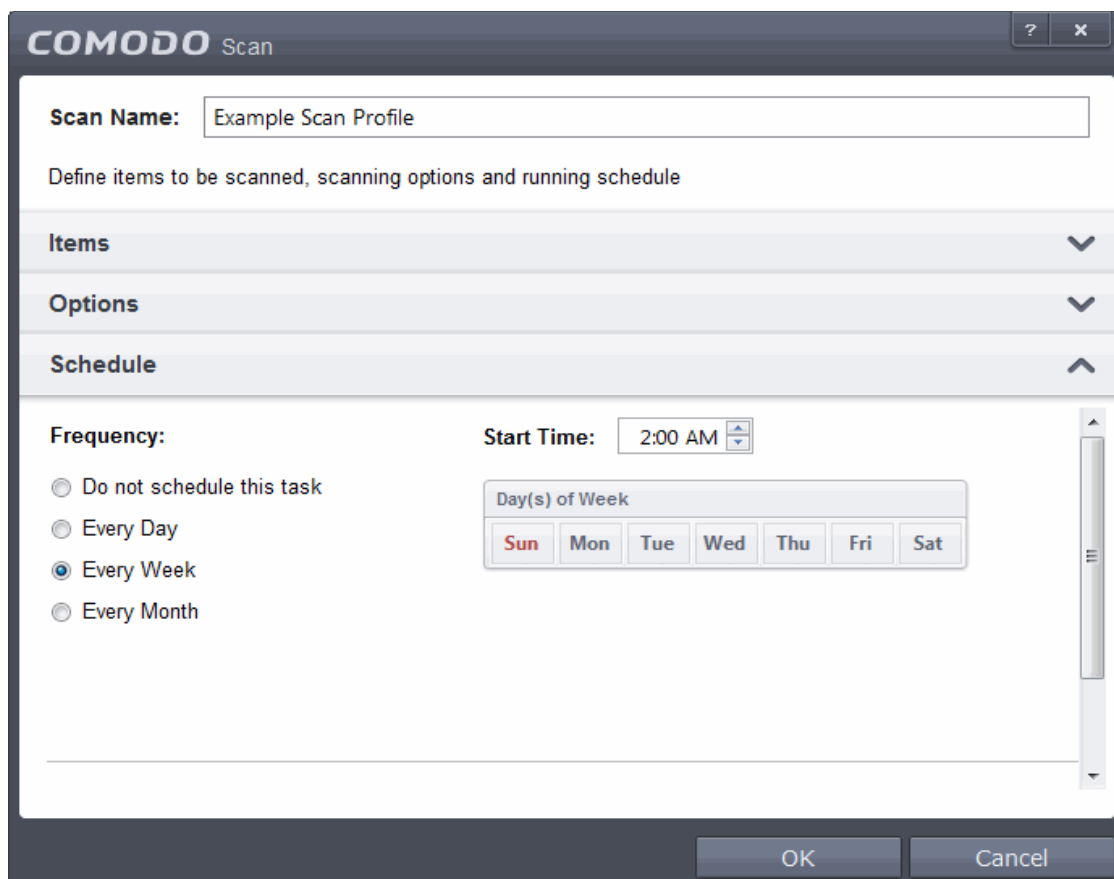 COMODO Scan
?
×
Scan Name: Example Scan Profile
Define items to be scanned, scanning options and running schedule
Items
Options
Schedule
Frequency:
Start Time: 2:00 AM
Do not schedule this task
Every Day
Every Week
Every Month
Day(s) of Week
Sun Mon Tue Wed Thu Fri Sat
OK Cancel